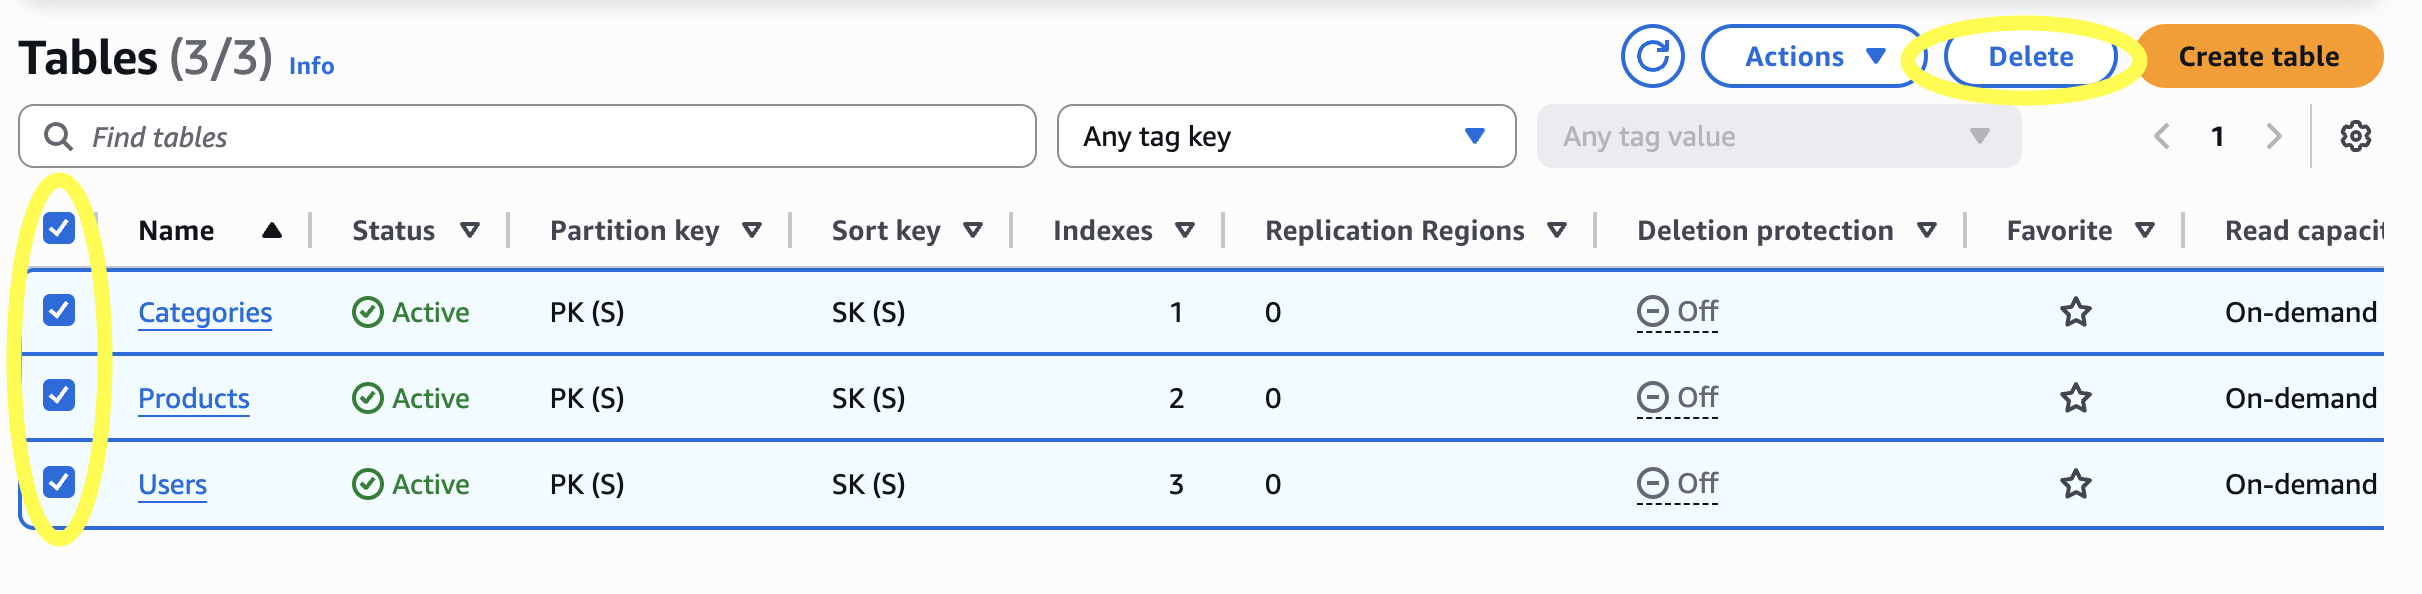 Tables (3/3) Info Actions Delete Create table
Find tables Any tag key Any tag value 1
Name Status Partition key Sort key Indexes Replication Regions Deletion protection Favorite Read capacit
Categories Active PK (S) SK (S) 1 0 Off On-demand
Products Active PK (S) SK (S) 2 0 Off On-demand
Users Active PK (S) SK (S) 3 0 Off On-demand